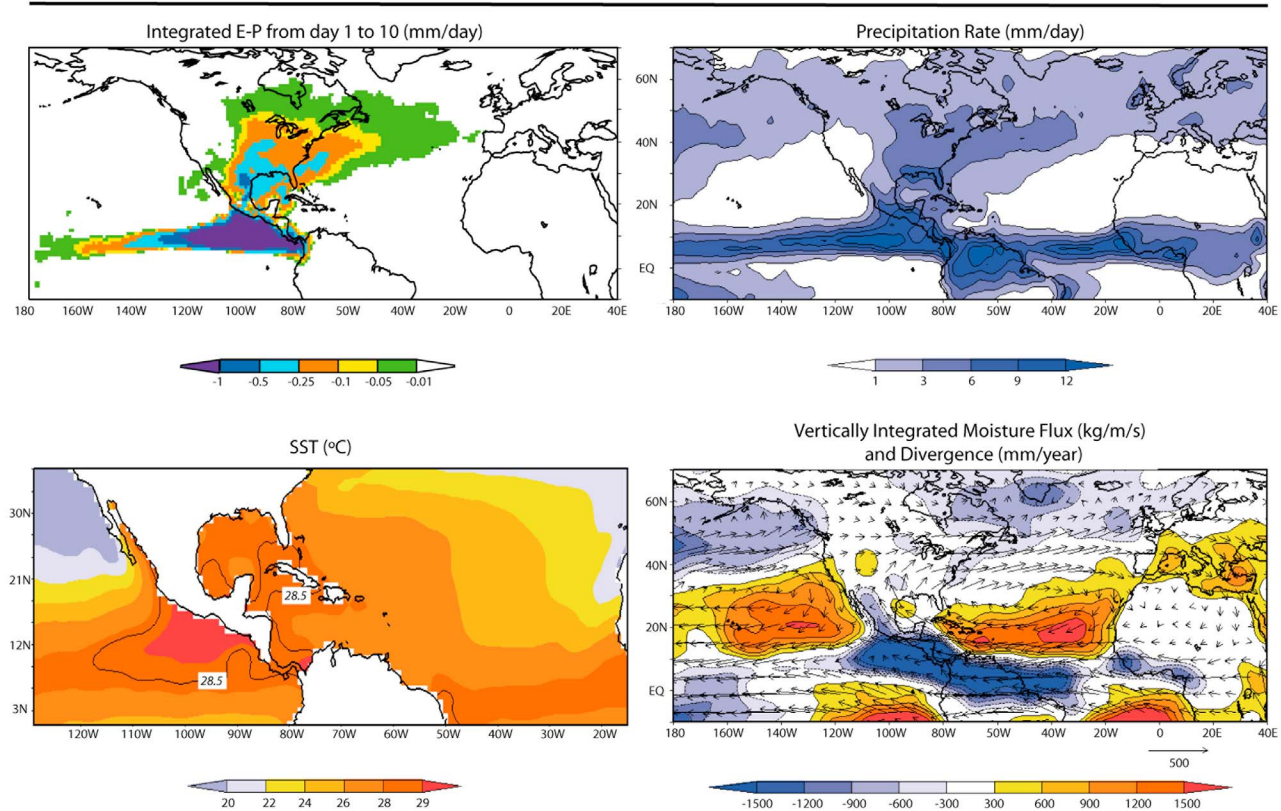 Integrated E-P from day 1 to 10 (mm/day)
180 160W 140W 120W 100W 80W 60W 40W 20W 0 20E 40E
-1 -0.5 -0.25 -0.1 -0.05 -0.01
Precipitation Rate (mm/day)
60N
40N
20N
EQ
180 160W 140W 120W 100W 80W 60W 40W 20W 0 20E 40E
1 3 6 9 12
SST (ºC)
30N
21N
12N
3N
28.5
28.5
120W 110W 100W 90W 80W 70W 60W 50W 40W 30W 20W
20 22 24 26 28 29
Vertically Integrated Moisture Flux (kg/m/s)
and Divergence (mm/year)
60N
40N
20N
EQ
180 160W 140W 120W 100W 80W 60W 40W 20W 0 20E 40E
500
-1500 -1200 -900 -600 -300 300 600 900 1200 1500